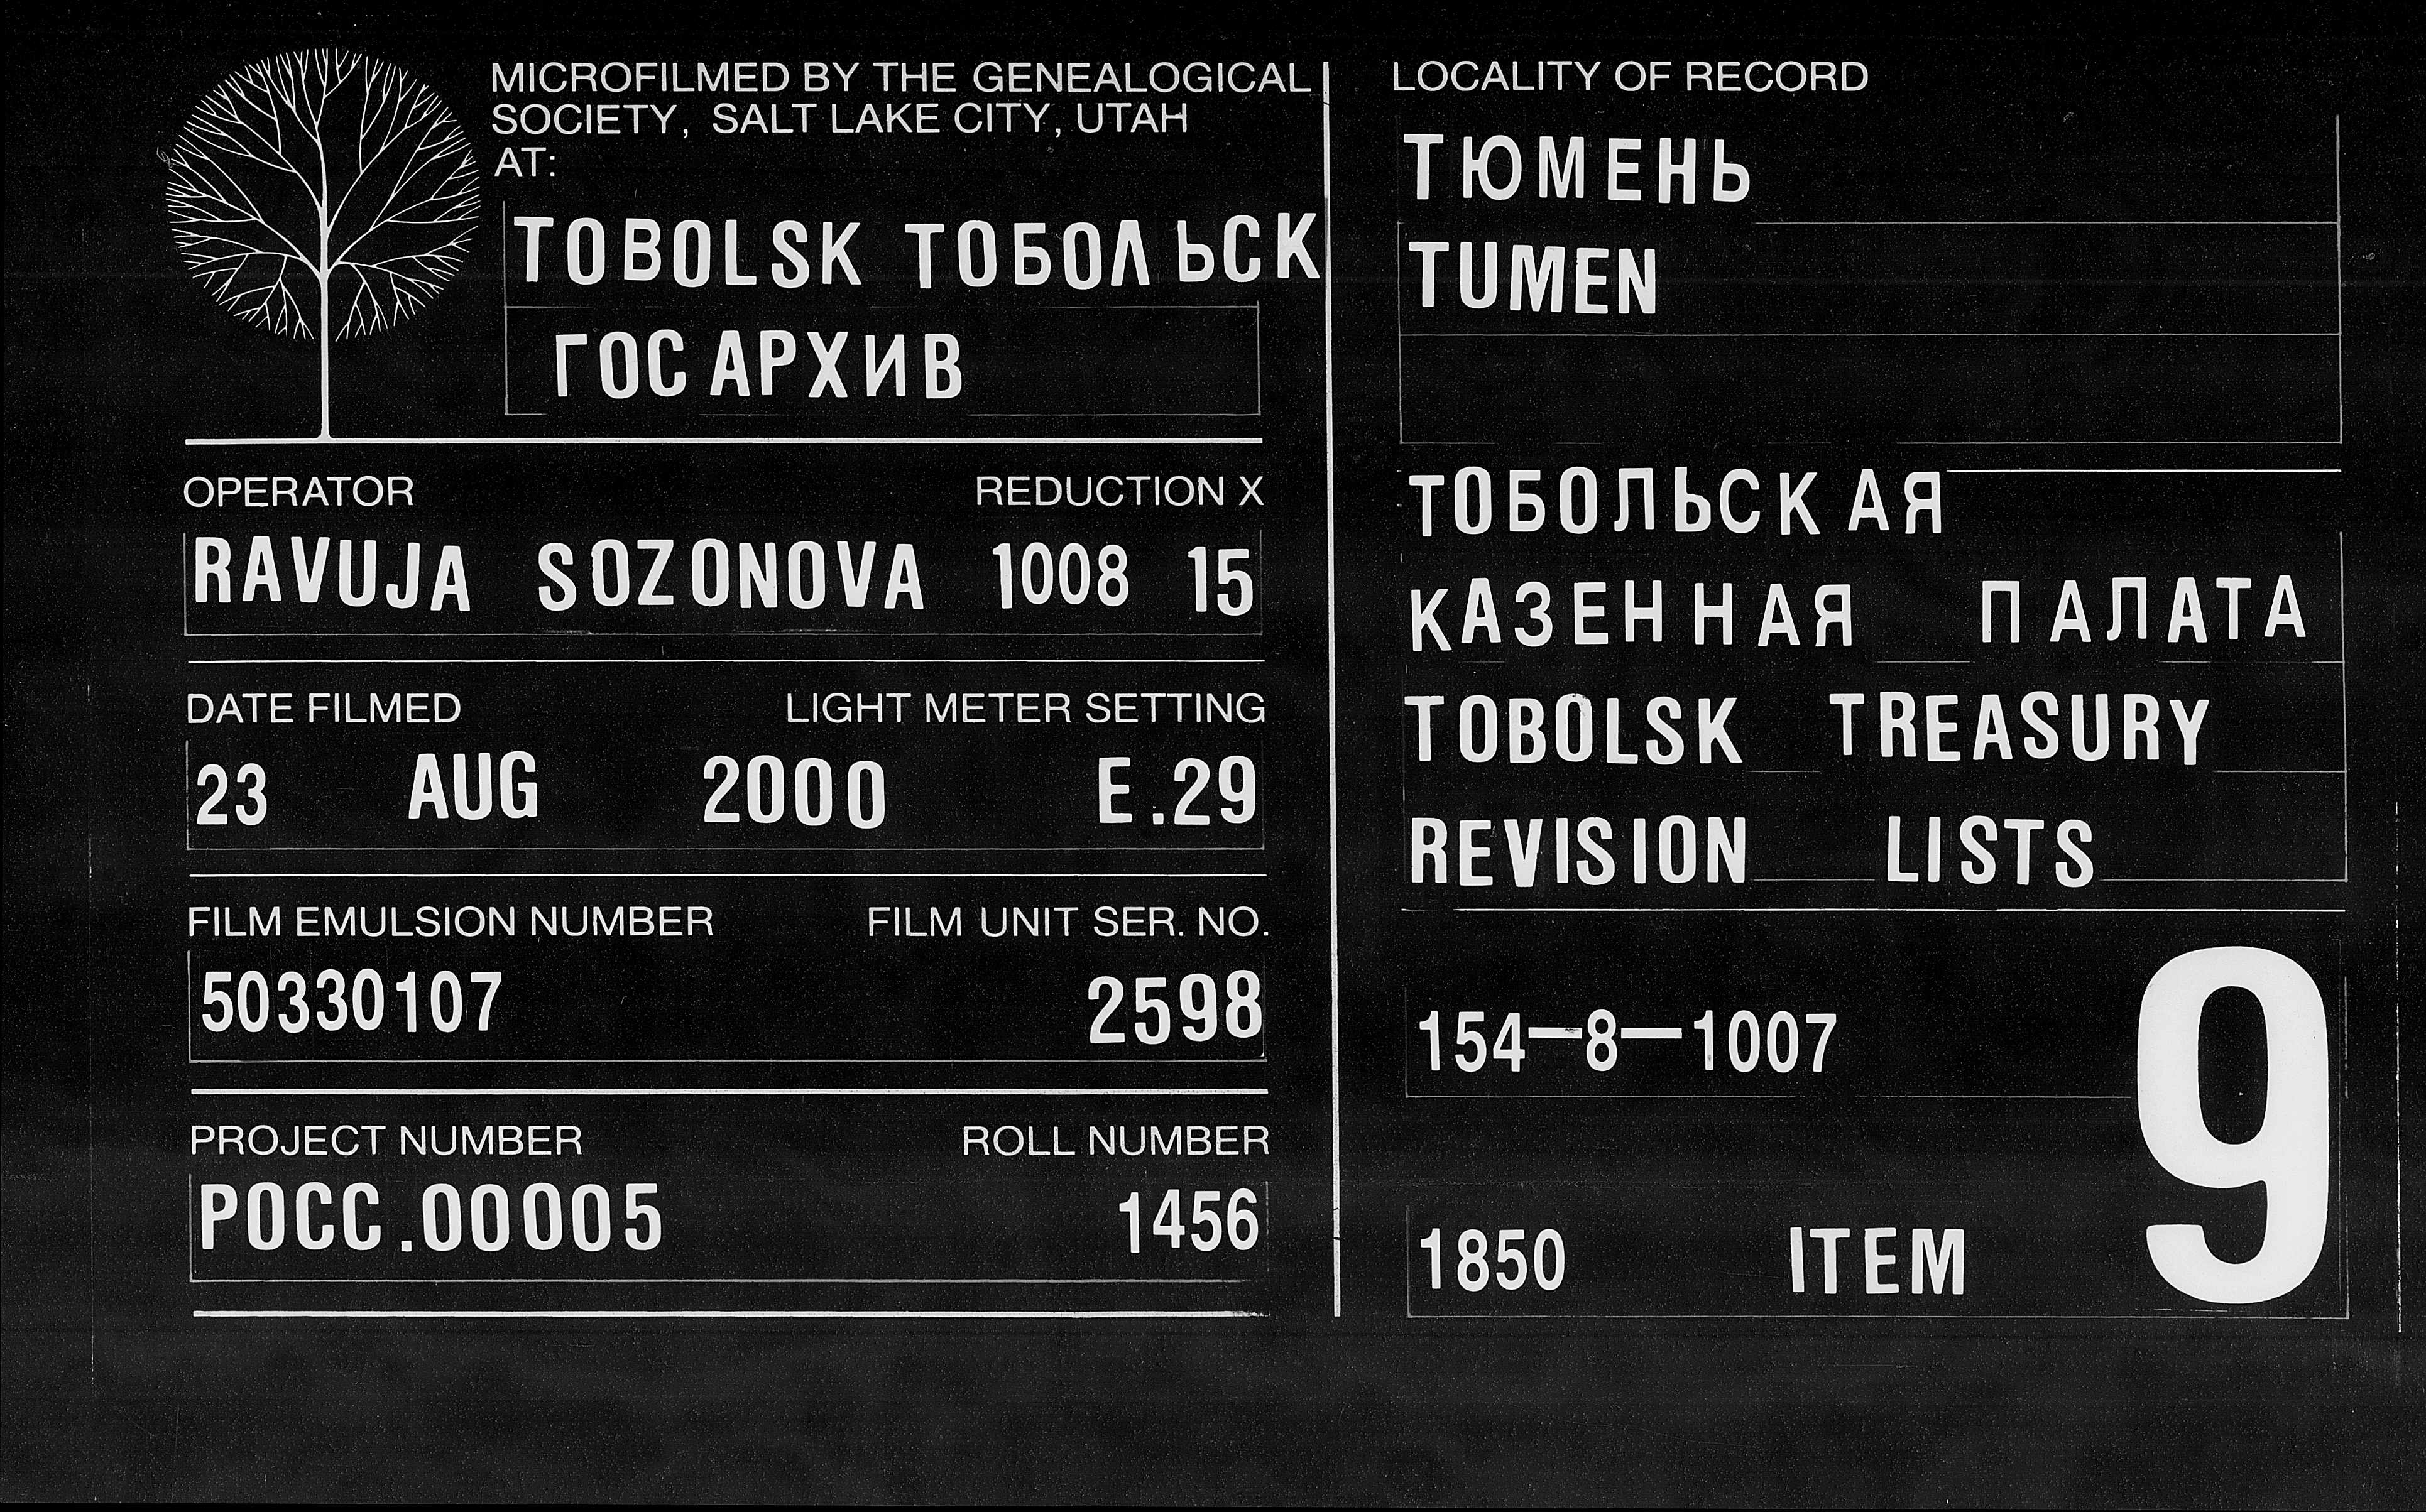 MICROFILMED BY THE GENEALOGICAL
SOCIETY, SALT LAKE CITY, UTAH
AT:
TOBOLSK ТОБОЛЬСК
ГОСАРХИВ
OPERATOR REDUCTION X
RAVUJA SOZONOVA 1008 15
DATE FILMED LIGHT METER SETTING
23 AUG 2000 E.29
FILM EMULSION NUMBER FILM UNIT SER. NO.
50330107 2598
PROJECT NUMBER ROLL NUMBER
РОСС.00005 1456
LOCALITY OF RECORD
ТЮМЕНЬ
TUMEN
ТОБОЛЬСКАЯ
КАЗЕННАЯ ПАЛАТА
TOBOLSK TREASURY
REVISION LISTS
154-8-1007
1850 ITEM 9